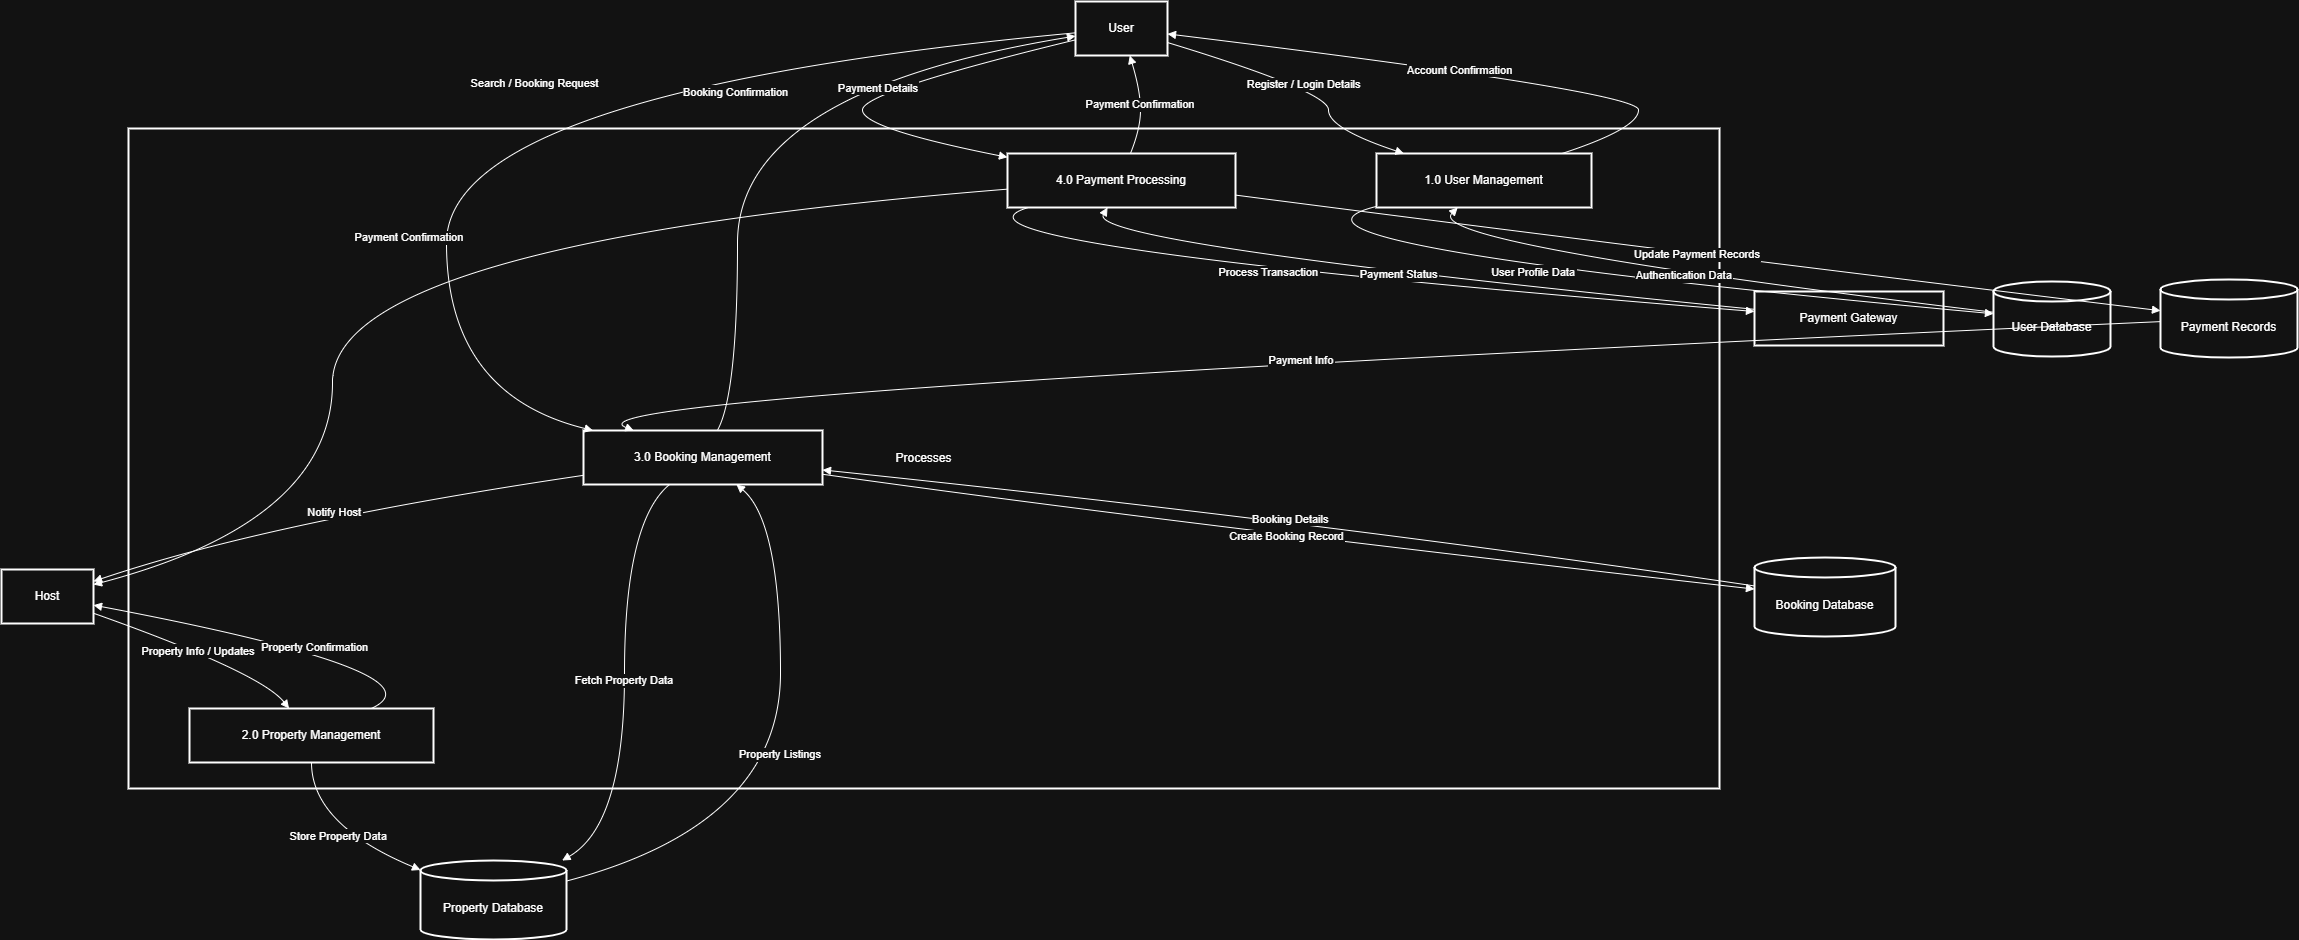 User
Account Confirmation
Search / Booking Request
Booking Confirmation
Payment Details
Register / Login Details
Payment Confirmation
4.0 Payment Processing
1.0 User Management
Payment Confirmation
Update Payment Records
Process Transaction
Payment Status
User Profile Data
Authentication Data
Payment Gateway
User Database
Payment Records
Payment Info
3.0 Booking Management
Processes
Notify Host
Booking Details
Create Booking Record
Host
Booking Database
Property Info / Updates
Property Confirmation
Fetch Property Data
2.0 Property Management
Property Listings
Store Property Data
Property Database